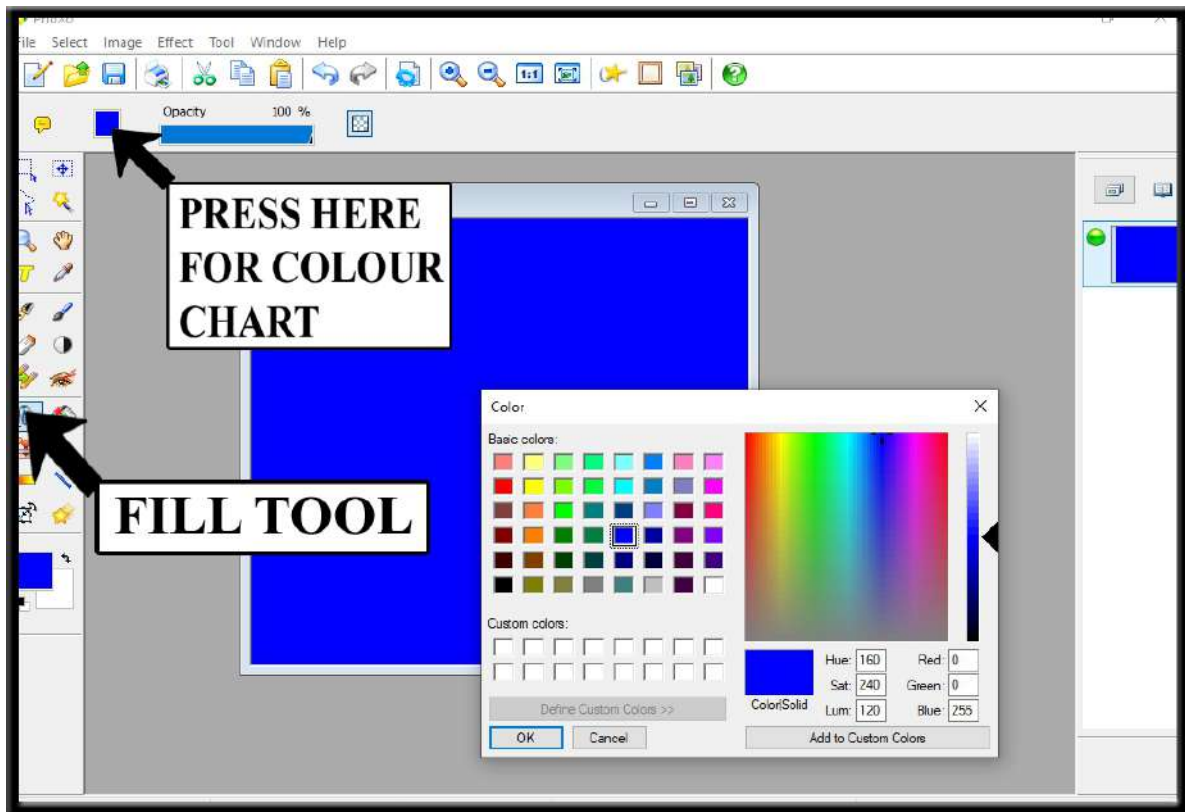 File Select Image Effect Tool Window Help
1:1
Opacity 100 %
PRESS HERE
FOR COLOUR
CHART
FILL TOOL
Color
Basic colors:
Custom colors:
Define Custom Colors >>
OK Cancel
Hue: 160 Red: 0
Sat: 240 Green: 0
Color|Solid Lum: 120 Blue: 255
Add to Custom Colors